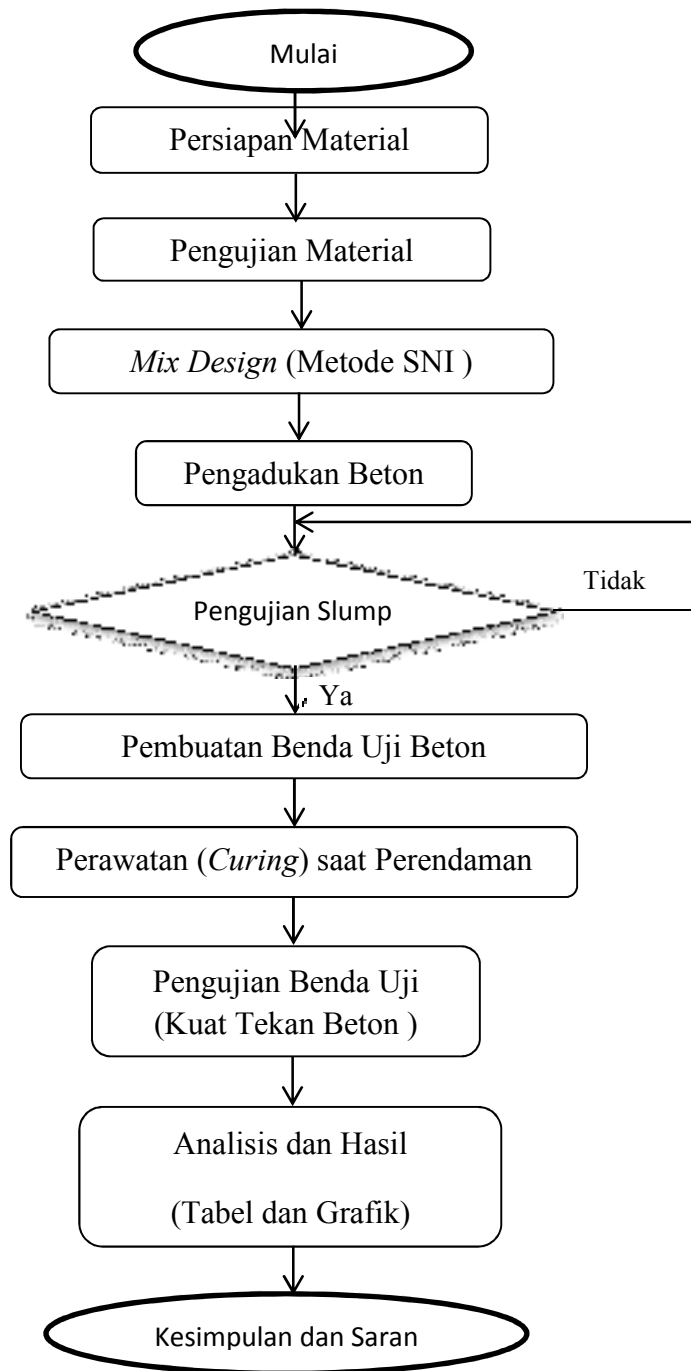 Mulai
Persiapan Material
Pengujian Material
Mix Design (Metode SNI )
Pengadukan Beton
Tidak
Pengujian Slump
Ya
Pembuatan Benda Uji Beton
Perawatan (Curing) saat Perendaman
Pengujian Benda Uji
(Kuat Tekan Beton )
Analisis dan Hasil
(Tabel dan Grafik)
Kesimpulan dan Saran